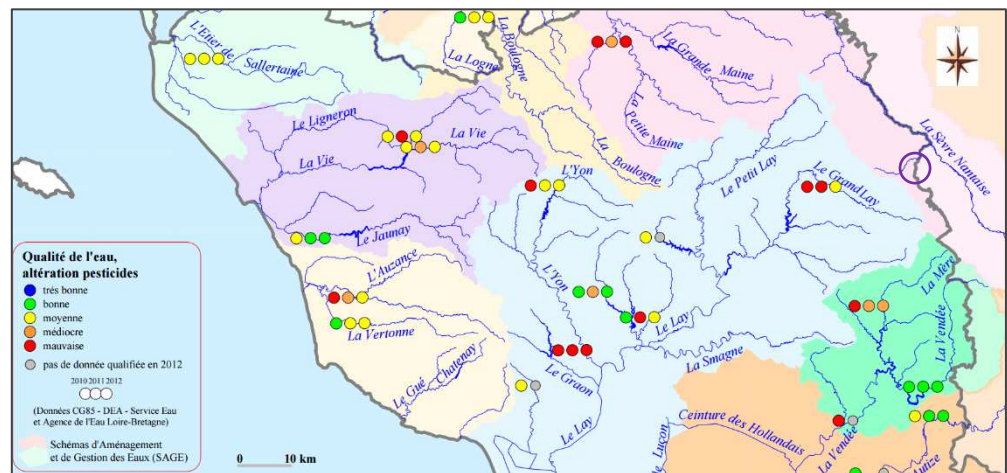 N
L'Etier de
Sallertaine
La Logne
La Boulogne
La Grande Maine
La Petite Maine
La Sèvre Nantaise
Le Ligneron
La Vie
La Vie
La Boulogne
L'Yon
Le Petit Lay
Le Grand Lay
Le Jaunay
L'Auzance
La Vertonne
L'Yon
Le Lay
La Mère
La Vendée
La Smagne
Le Graon
Le Gué Chatenay
Le Lay
Ceinture des Hollandais
Luçon
La Vendée
Qualité de l'eau,
altération pesticides
trés bonne
bonne
moyenne
médiocre
mauvaise
pas de donnée qualifiée en 2012
2010 2011 2012
(Données CG85 - DEA - Service Eau
et Agence de l'Eau Loire-Bretagne)
Schémas d'Aménagement
et de Gestion des Eaux (SAGE)
0 10 km